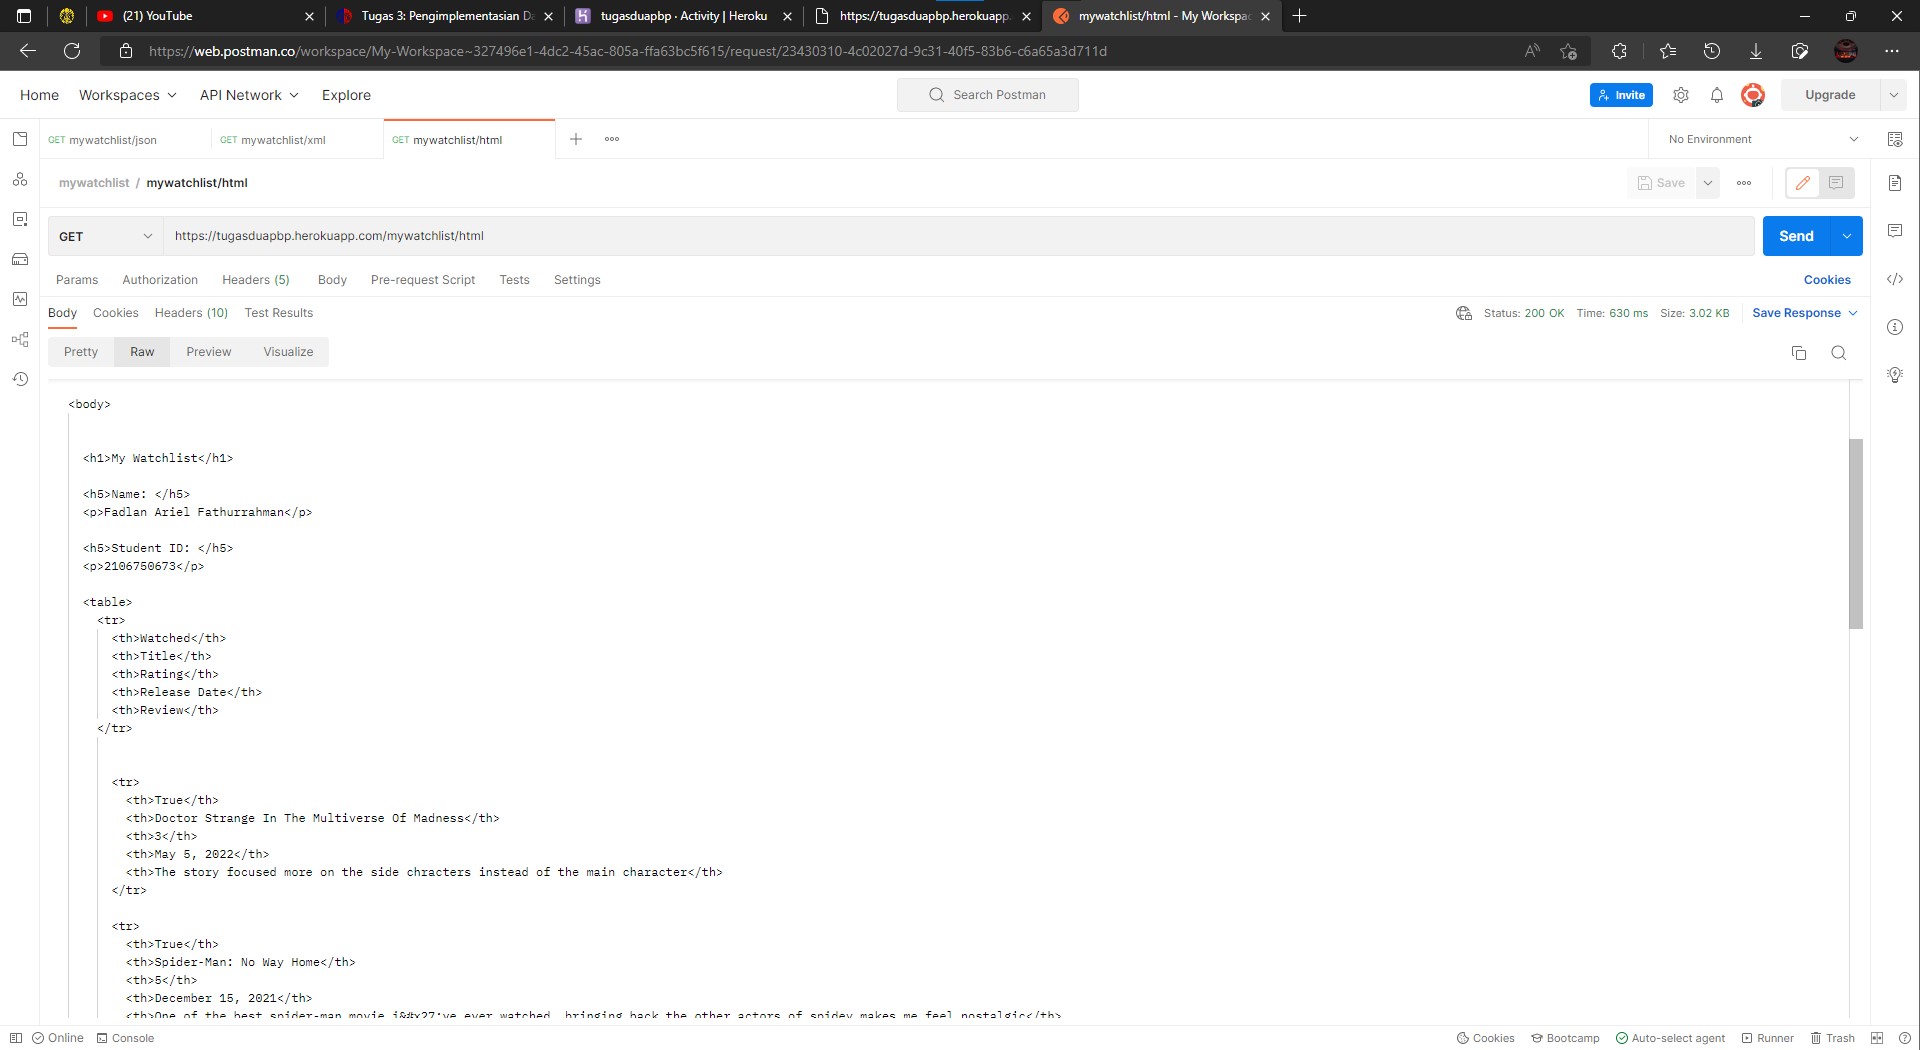 (21) YouTube
Tugas 3: Pengimplementasian Da
tugasduapbp · Activity | Heroku
https://tugasduapbp.herokuapp.
mywatchlist/html - My Workspac
https://web.postman.co/workspace/My-Workspace~327496e1-4dc2-45ac-805a-ffa63bc5f615/request/23430310-4c02027d-9c31-40f5-83b6-c6a65a3d711d
Home Workspaces API Network Explore Search Postman Invite Upgrade
GET mywatchlist/json GET mywatchlist/xml GET mywatchlist/html No Environment
mywatchlist / mywatchlist/html Save
GET https://tugasduapbp.herokuapp.com/mywatchlist/html Send
Params Authorization Headers (5) Body Pre-request Script Tests Settings Cookies
Body Cookies Headers (10) Test Results Status: 200 OK Time: 630 ms Size: 3.02 KB Save Response
Pretty Raw Preview Visualize
<body>
<h1>My Watchlist</h1>
<h5>Name: </h5>
<p>Fadlan Ariel Fathurrahman</p>
<h5>Student ID: </h5>
<p>2106750673</p>
<table>
<tr>
<th>Watched</th>
<th>Title</th>
<th>Rating</th>
<th>Release Date</th>
<th>Review</th>
</tr>
<tr>
<th>True</th>
<th>Doctor Strange In The Multiverse Of Madness</th>
<th>3</th>
<th>May 5, 2022</th>
<th>The story focused more on the side chracters instead of the main character</th>
</tr>
<tr>
<th>True</th>
<th>Spider-Man: No Way Home</th>
<th>5</th>
<th>December 15, 2021</th>
<th>One of the best spider-man movie i&#x27;ve ever watched, bringing back the other actors of spidey makes me feel nostalgic</th>
Online Console Cookies Bootcamp Auto-select agent Runner Trash